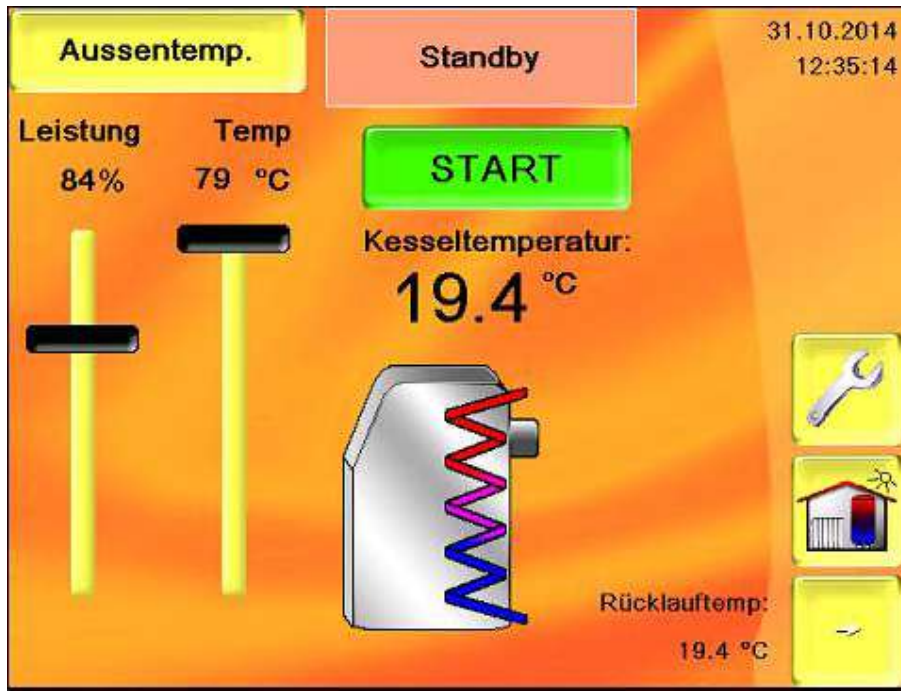 Aussentemp.
Standby
31.10.2014
12:35:14
Leistung
Temp
84%
79 °C
START
Kesseltemperatur:
19.4 °C
Rücklauftemp:
19.4 °C